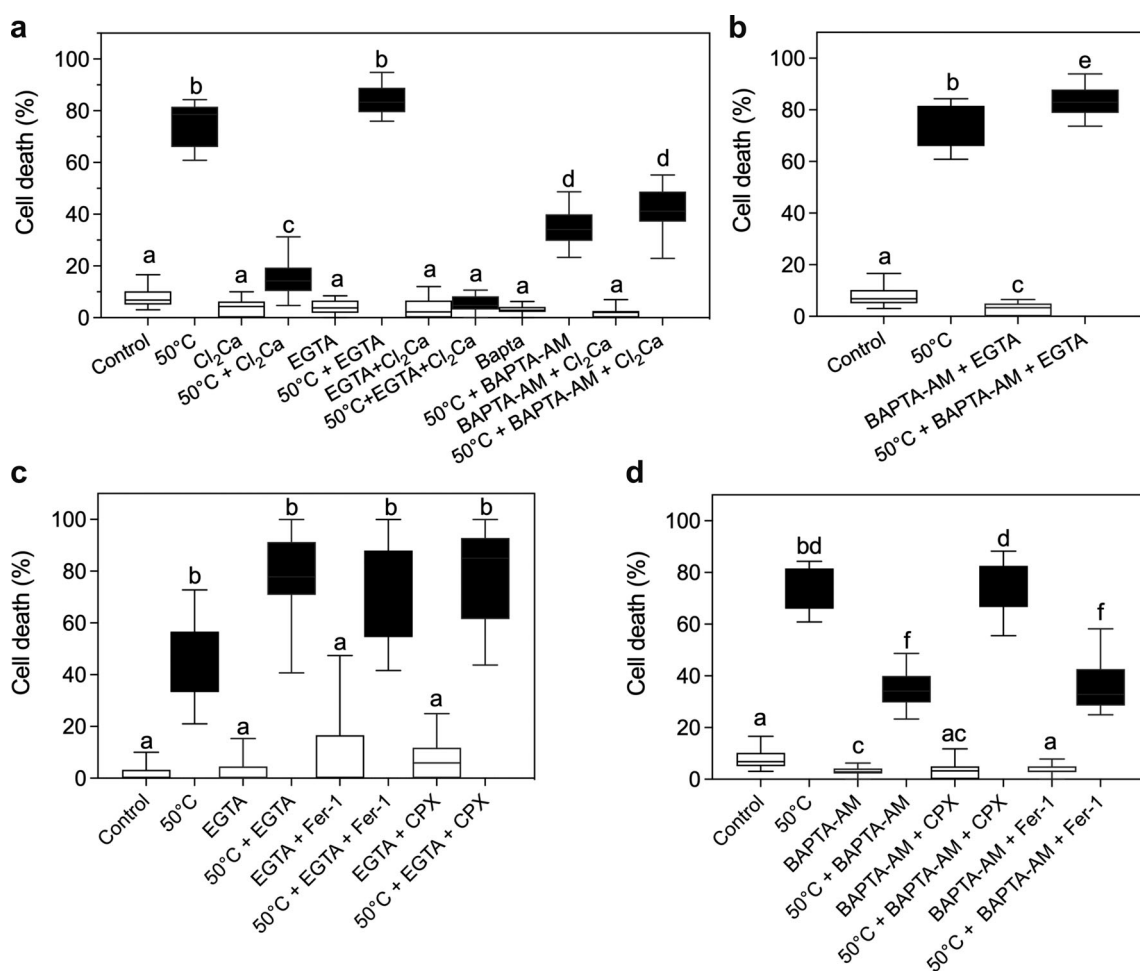 a
Cell death (%)
100
80
60
40
20
0
a
b
a
c
a
b
a
a
a
d
a
d
Control
50°C
Cl₂Ca
50°C + Cl₂Ca
EGTA
50°C + EGTA
EGTA+Cl₂Ca
50°C+EGTA+Cl₂Ca
Bapta
50°C + BAPTA-AM
BAPTA-AM + Cl₂Ca
50°C + BAPTA-AM + Cl₂Ca
b
Cell death (%)
100
80
60
40
20
0
a
b
c
e
Control
50°C
BAPTA-AM + EGTA
50°C + BAPTA-AM + EGTA
c
Cell death (%)
100
80
60
40
20
0
a
b
a
b
a
b
a
b
Control
50°C
EGTA
50°C + EGTA
EGTA + Fer-1
50°C + EGTA + Fer-1
EGTA + CPX
50°C + EGTA + CPX
d
Cell death (%)
100
80
60
40
20
0
a
bd
c
f
ac
d
a
f
Control
50°C
BAPTA-AM
50°C + BAPTA-AM
BAPTA-AM + CPX
50°C + BAPTA-AM + CPX
BAPTA-AM + Fer-1
50°C + BAPTA-AM + Fer-1